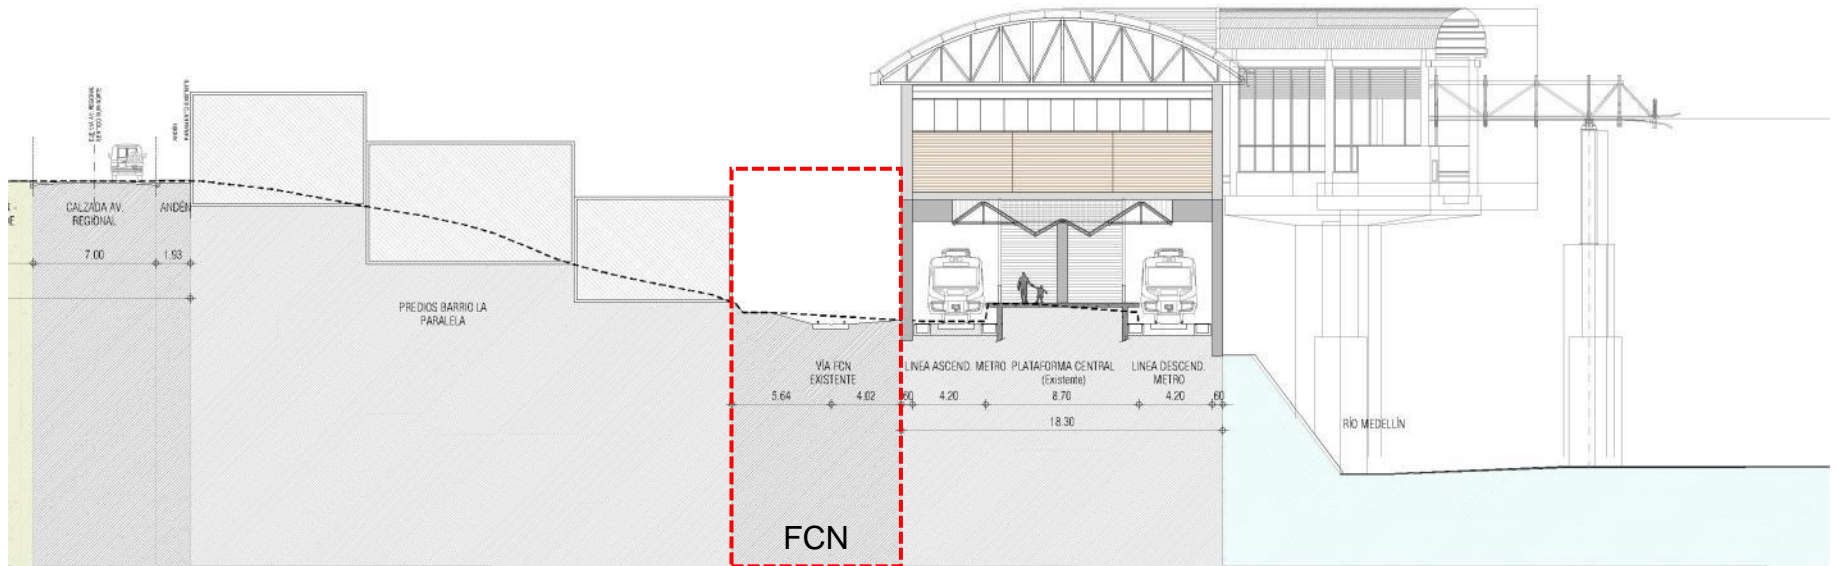 CALZADA AV.
REGIONAL
ANDÉN
7.00
1.93
PREDIOS BARRIO LA
PARALELA
VÍA FCN
EXISTENTE
5.64
4.02
LINEA ASCEND. METRO
PLATAFORMA CENTRAL
(Existente)
LINEA DESCEND.
METRO
.60
4.20
8.70
4.20
.60
18.30
RÍO MEDELLÍN
FCN